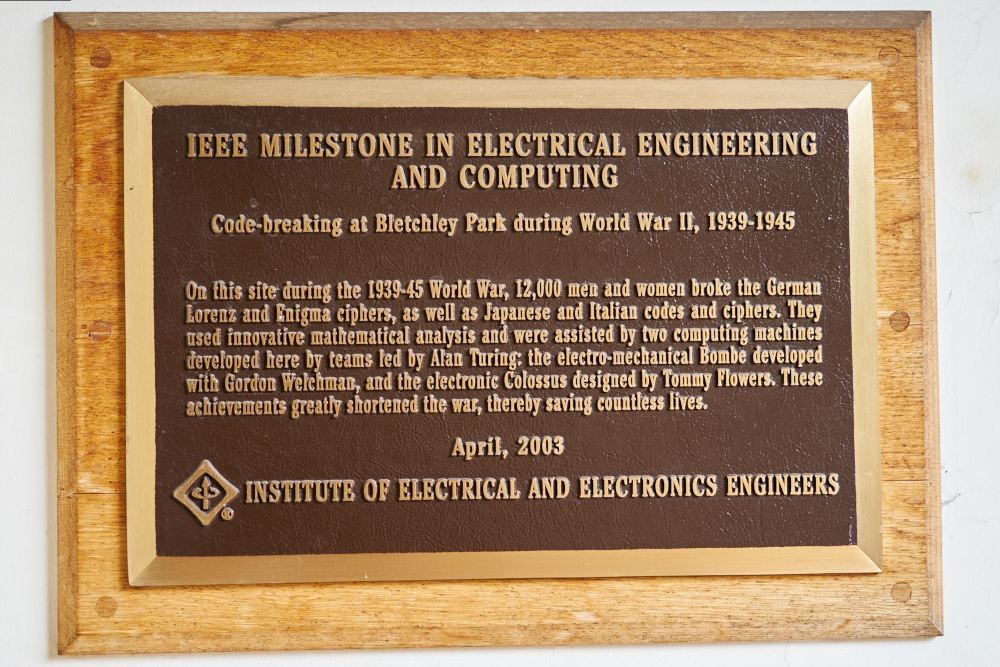 IEEE MILESTONE IN ELECTRICAL ENGINEERING
AND COMPUTING
Code-breaking at Bletchley Park during World War II, 1939-1945
On this site during the 1939-45 World War, 12,000 men and women broke the German
Lorenz and Enigma ciphers, as well as Japanese and Italian codes and ciphers. They
used innovative mathematical analysis and were assisted by two computing machines
developed here by teams led by Alan Turing: the electro-mechanical Bombe developed
with Gordon Welchman, and the electronic Colossus designed by Tommy Flowers. These
achievements greatly shortened the war, thereby saving countless lives.
April, 2003
® INSTITUTE OF ELECTRICAL AND ELECTRONICS ENGINEERS